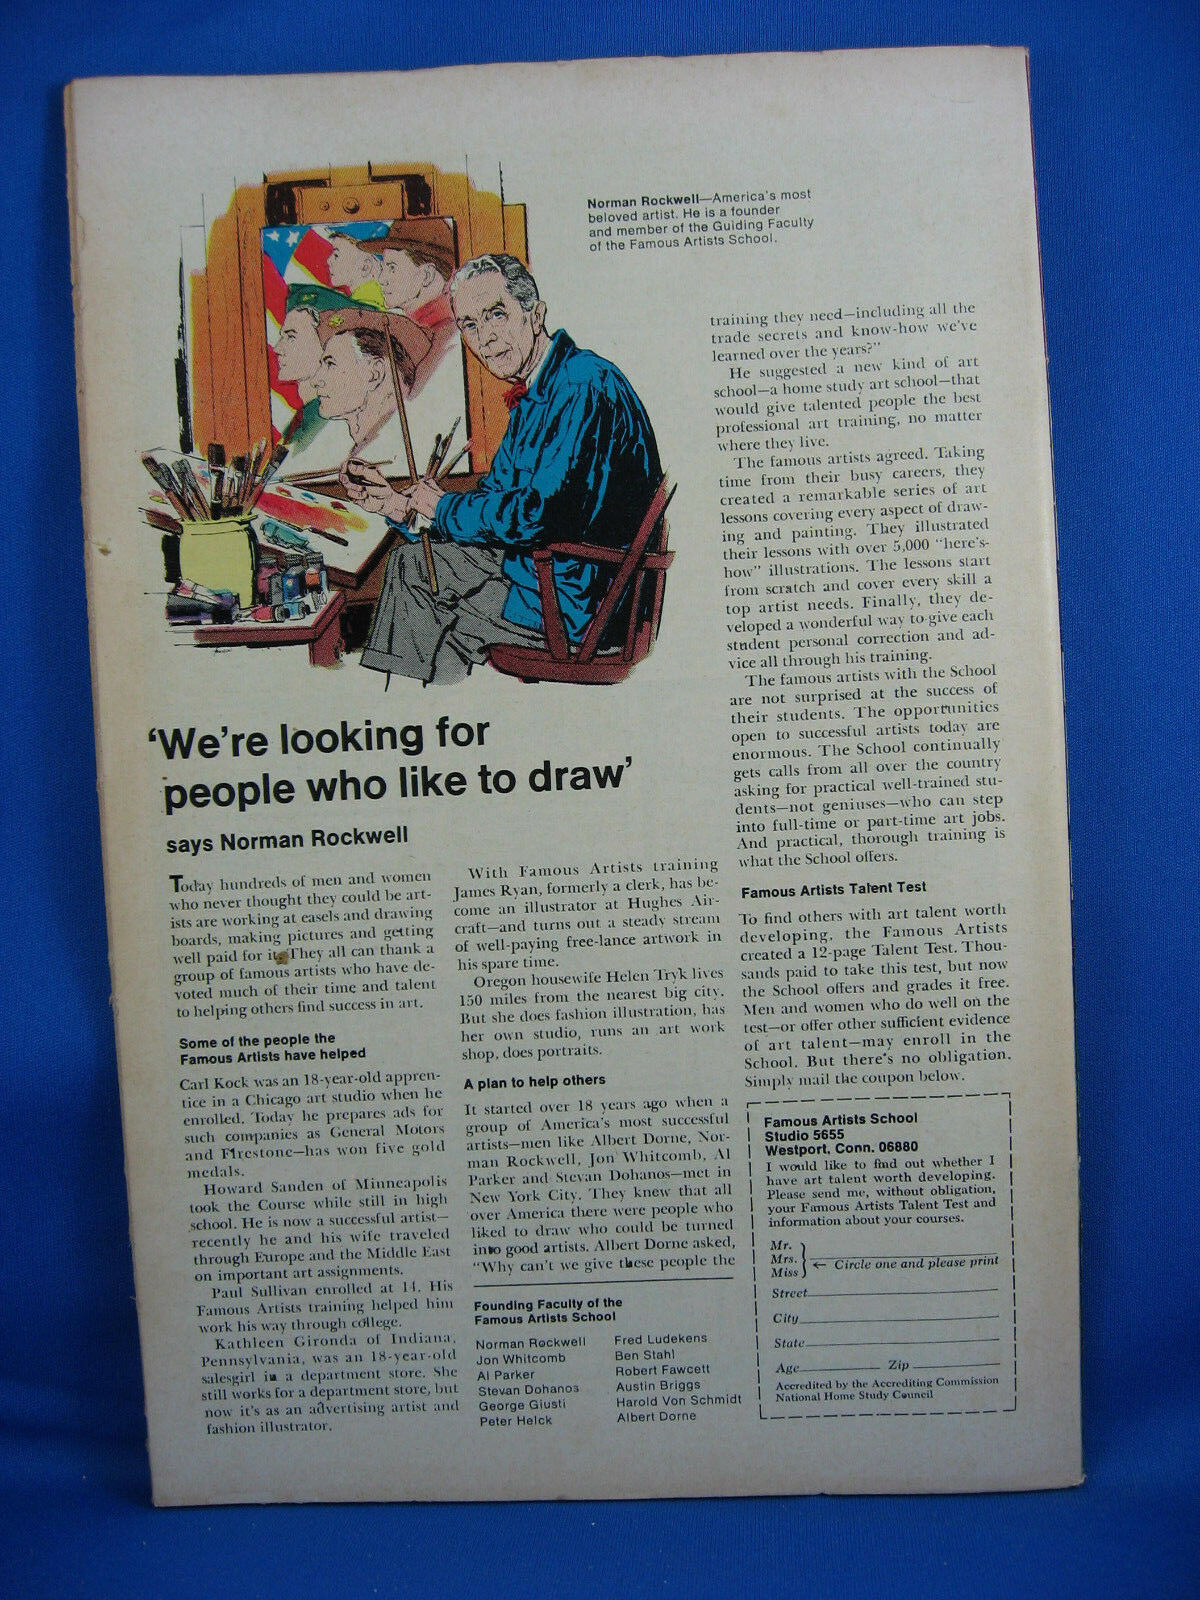 Norman Rockwell—America's most
beloved artist. He is a founder
and member of the Guiding Faculty
of the Famous Artists School.
'We're looking for
people who like to draw'
says Norman Rockwell
Today hundreds of men and women
who never thought they could be art-
ists are working at easels and drawing
boards, making pictures and getting
well paid for it. They all can thank a
group of famous artists who have de-
voted much of their time and talent
to helping others find success in art.
Some of the people the
Famous Artists have helped
Carl Kock was an 18-year-old appren-
tice in a Chicago art studio when he
enrolled. Today he prepares ads for
such companies as General Motors
and Firestone—has won five gold
medals.
Howard Sanden of Minneapolis
took the Course while still in high
school. He is now a successful artist—
recently he and his wife traveled
through Europe and the Middle East
on important art assignments.
Paul Sullivan enrolled at 14. His
Famous Artists training helped him
work his way through college.
Kathleen Gironda of Indiana,
Pennsylvania, was an 18-year-old
salesgirl in a department store. She
still works for a department store, but
now it's as an advertising artist and
fashion illustrator.
With Famous Artists training
James Ryan, formerly a clerk, has be-
come an illustrator at Hughes Air-
craft—and turns out a steady stream
of well-paying free-lance artwork in
his spare time.
Oregon housewife Helen Tryk lives
150 miles from the nearest big city.
But she does fashion illustration, has
her own studio, runs an art work
shop, does portraits.
A plan to help others
It started over 18 years ago when a
group of America's most successful
artists—men like Albert Dorne, Nor-
man Rockwell, Jon Whitcomb, Al
Parker and Stevan Dohanos—met in
New York City. They knew that all
over America there were people who
liked to draw who could be turned
into good artists. Albert Dorne asked,
"Why can't we give these people the
training they need—including all the
trade secrets and know-how we've
learned over the years?"
He suggested a new kind of art
school—a home study art school—that
would give talented people the best
professional art training, no matter
where they live.
The famous artists agreed. Taking
time from their busy careers, they
created a remarkable series of art
lessons covering every aspect of draw-
ing and painting. They illustrated
their lessons with over 5,000 "here's-
how" illustrations. The lessons start
from scratch and cover every skill a
top artist needs. Finally, they de-
veloped a wonderful way to give each
student personal correction and ad-
vice all through his training.
The famous artists with the School
are not surprised at the success of
their students. The opportunities
open to successful artists today are
enormous. The School continually
gets calls from all over the country
asking for practical well-trained stu-
dents—not geniuses—who can step
into full-time or part-time art jobs.
And practical, thorough training is
what the School offers.
Famous Artists Talent Test
To find others with art talent worth
developing, the Famous Artists
created a 12-page Talent Test. Thou-
sands paid to take this test, but now
the School offers and grades it free.
Men and women who do well on the
test—or offer other sufficient evidence
of art talent—may enroll in the
School. But there's no obligation.
Simply mail the coupon below.
Founding Faculty of the
Famous Artists School
Norman Rockwell
Jon Whitcomb
Al Parker
Stevan Dohanos
George Giusti
Peter Helck
Fred Ludekens
Ben Stahl
Robert Fawcett
Austin Briggs
Harold Von Schmidt
Albert Dorne
Famous Artists School
Studio 5655
Westport, Conn. 06880
I would like to find out whether I
have art talent worth developing.
Please send me, without obligation,
your Famous Artists Talent Test and
information about your courses.
Mr.
Mrs.
Miss
← Circle one and please print
Street
City
State
Age Zip
Accredited by the Accrediting Commission
National Home Study Council